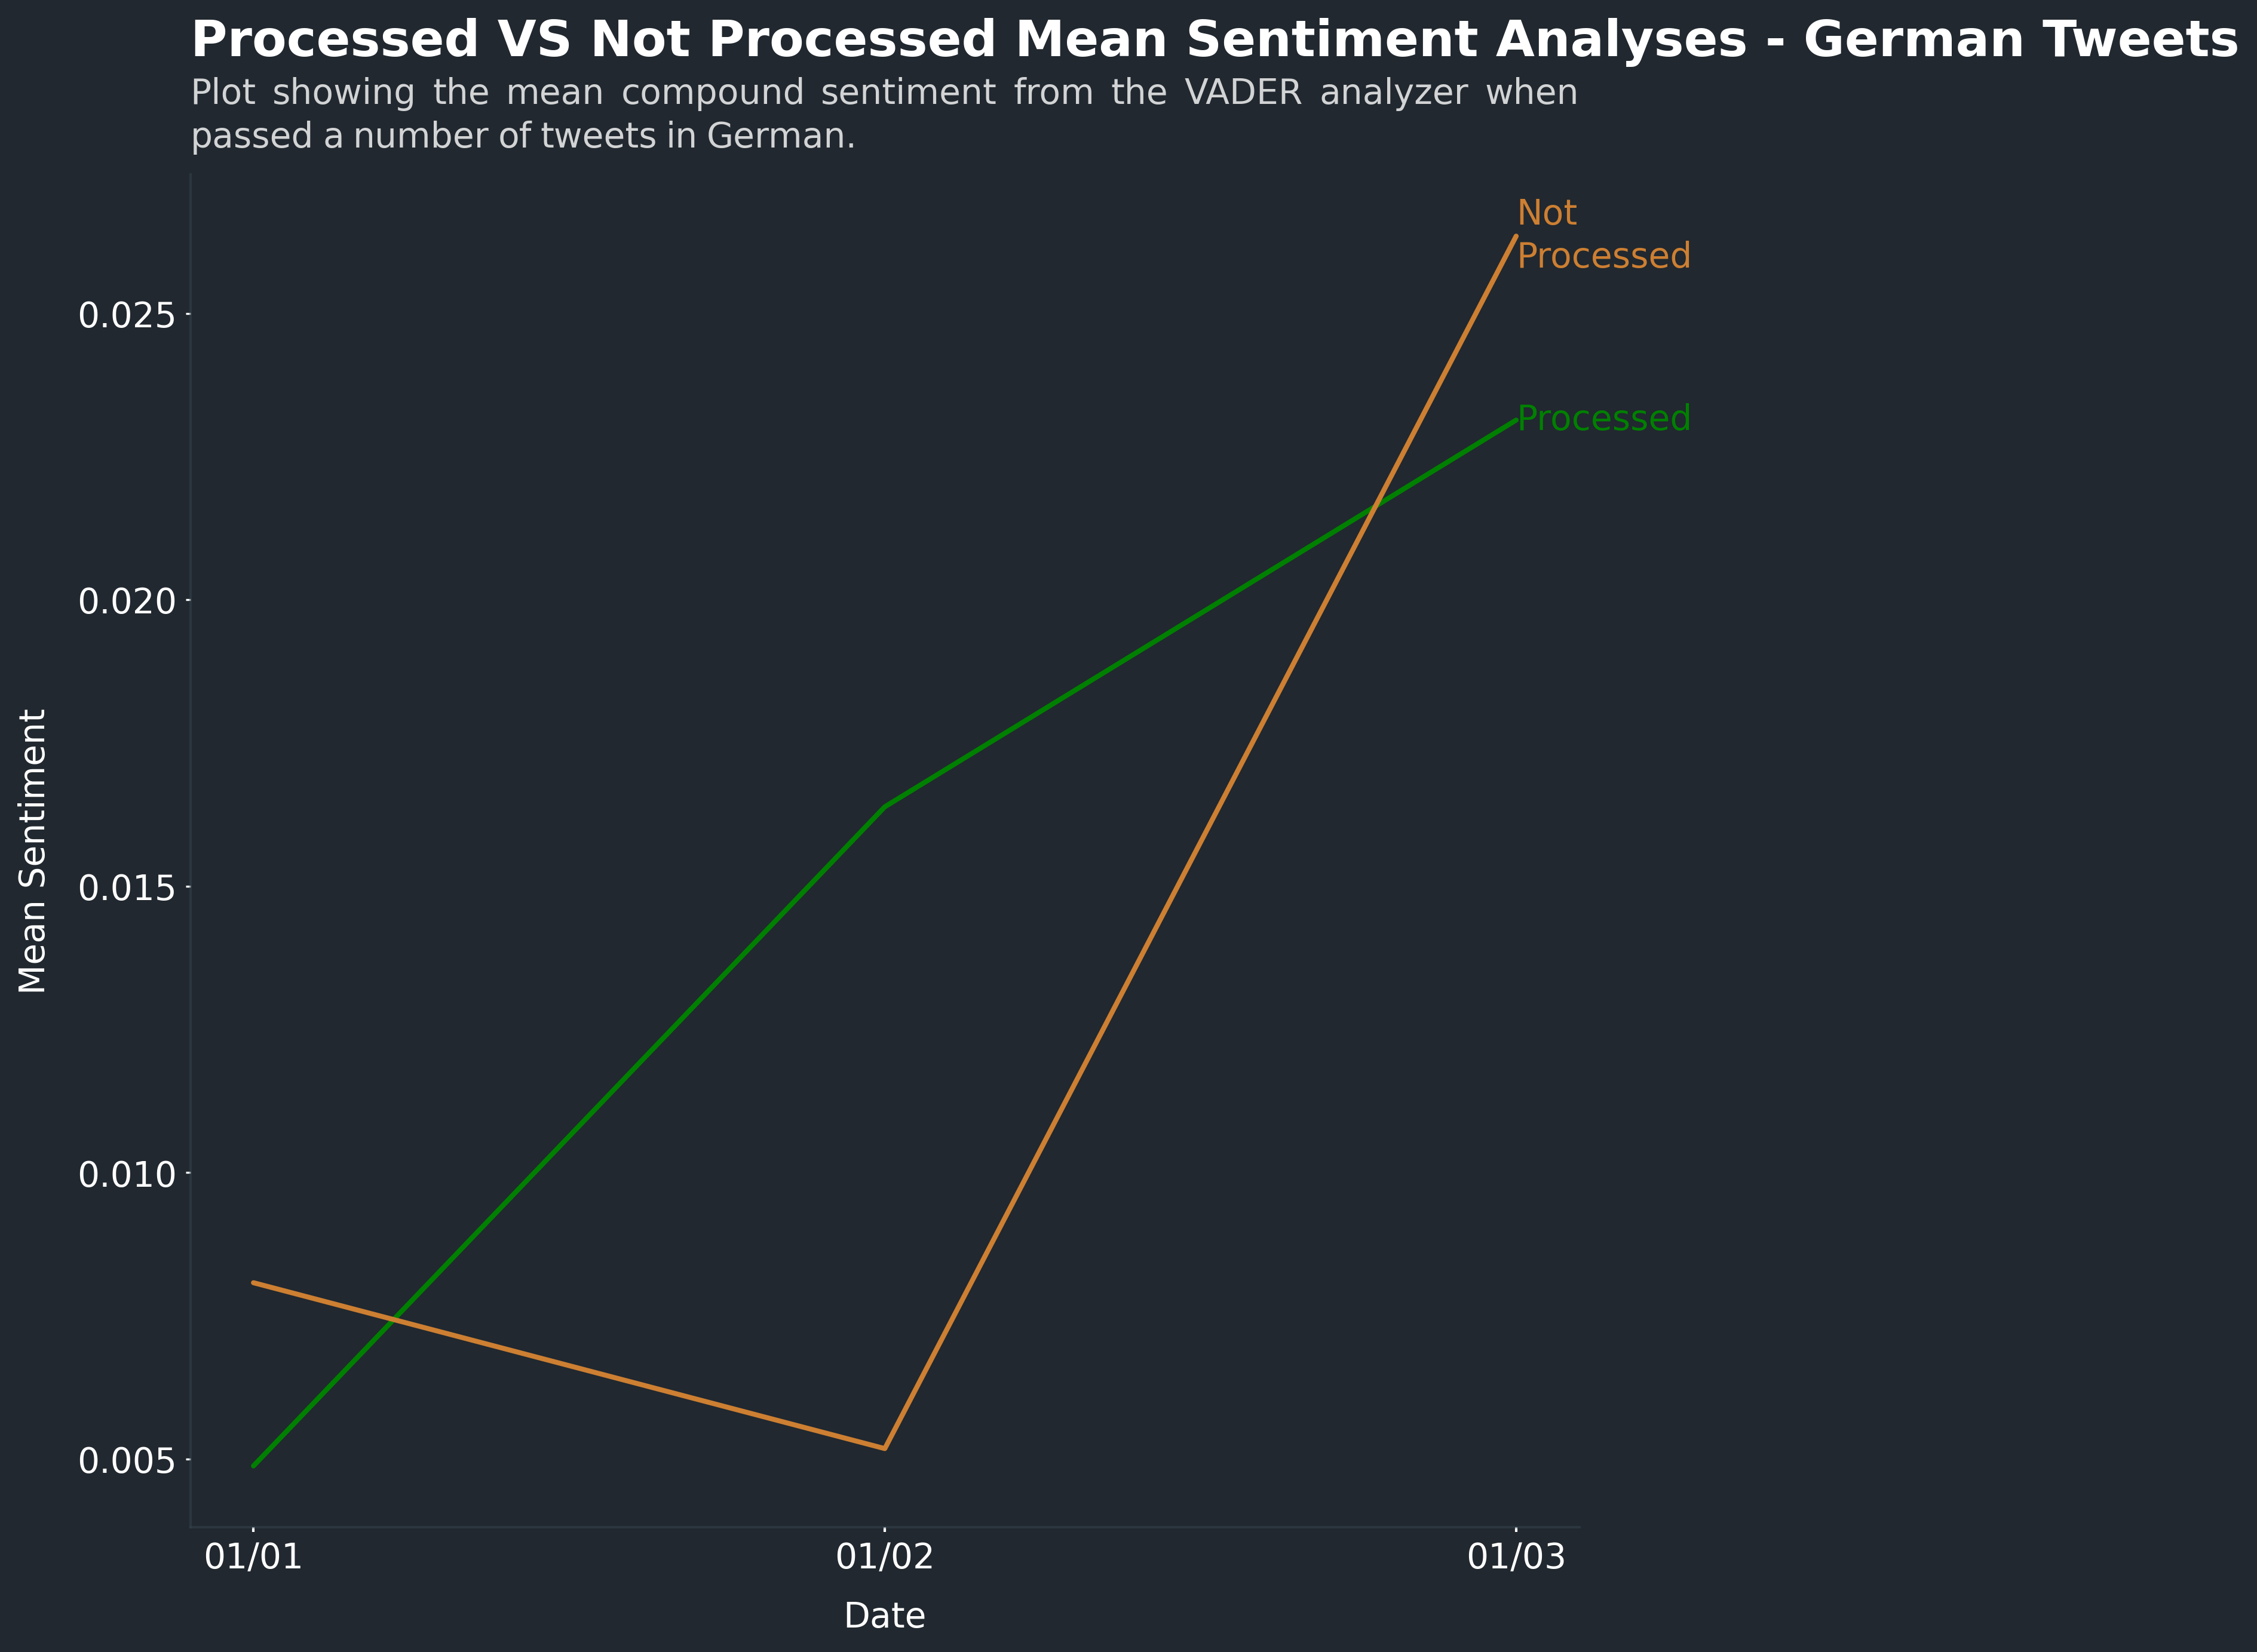 Processed VS Not Processed Mean Sentiment Analyses - German Tweets
Plot showing the mean compound sentiment from the VADER analyzer when
passed a number of tweets in German.
Not
Processed
Processed
0.025
0.020
0.015
0.010
0.005
Mean Sentiment
01/01
01/02
01/03
Date